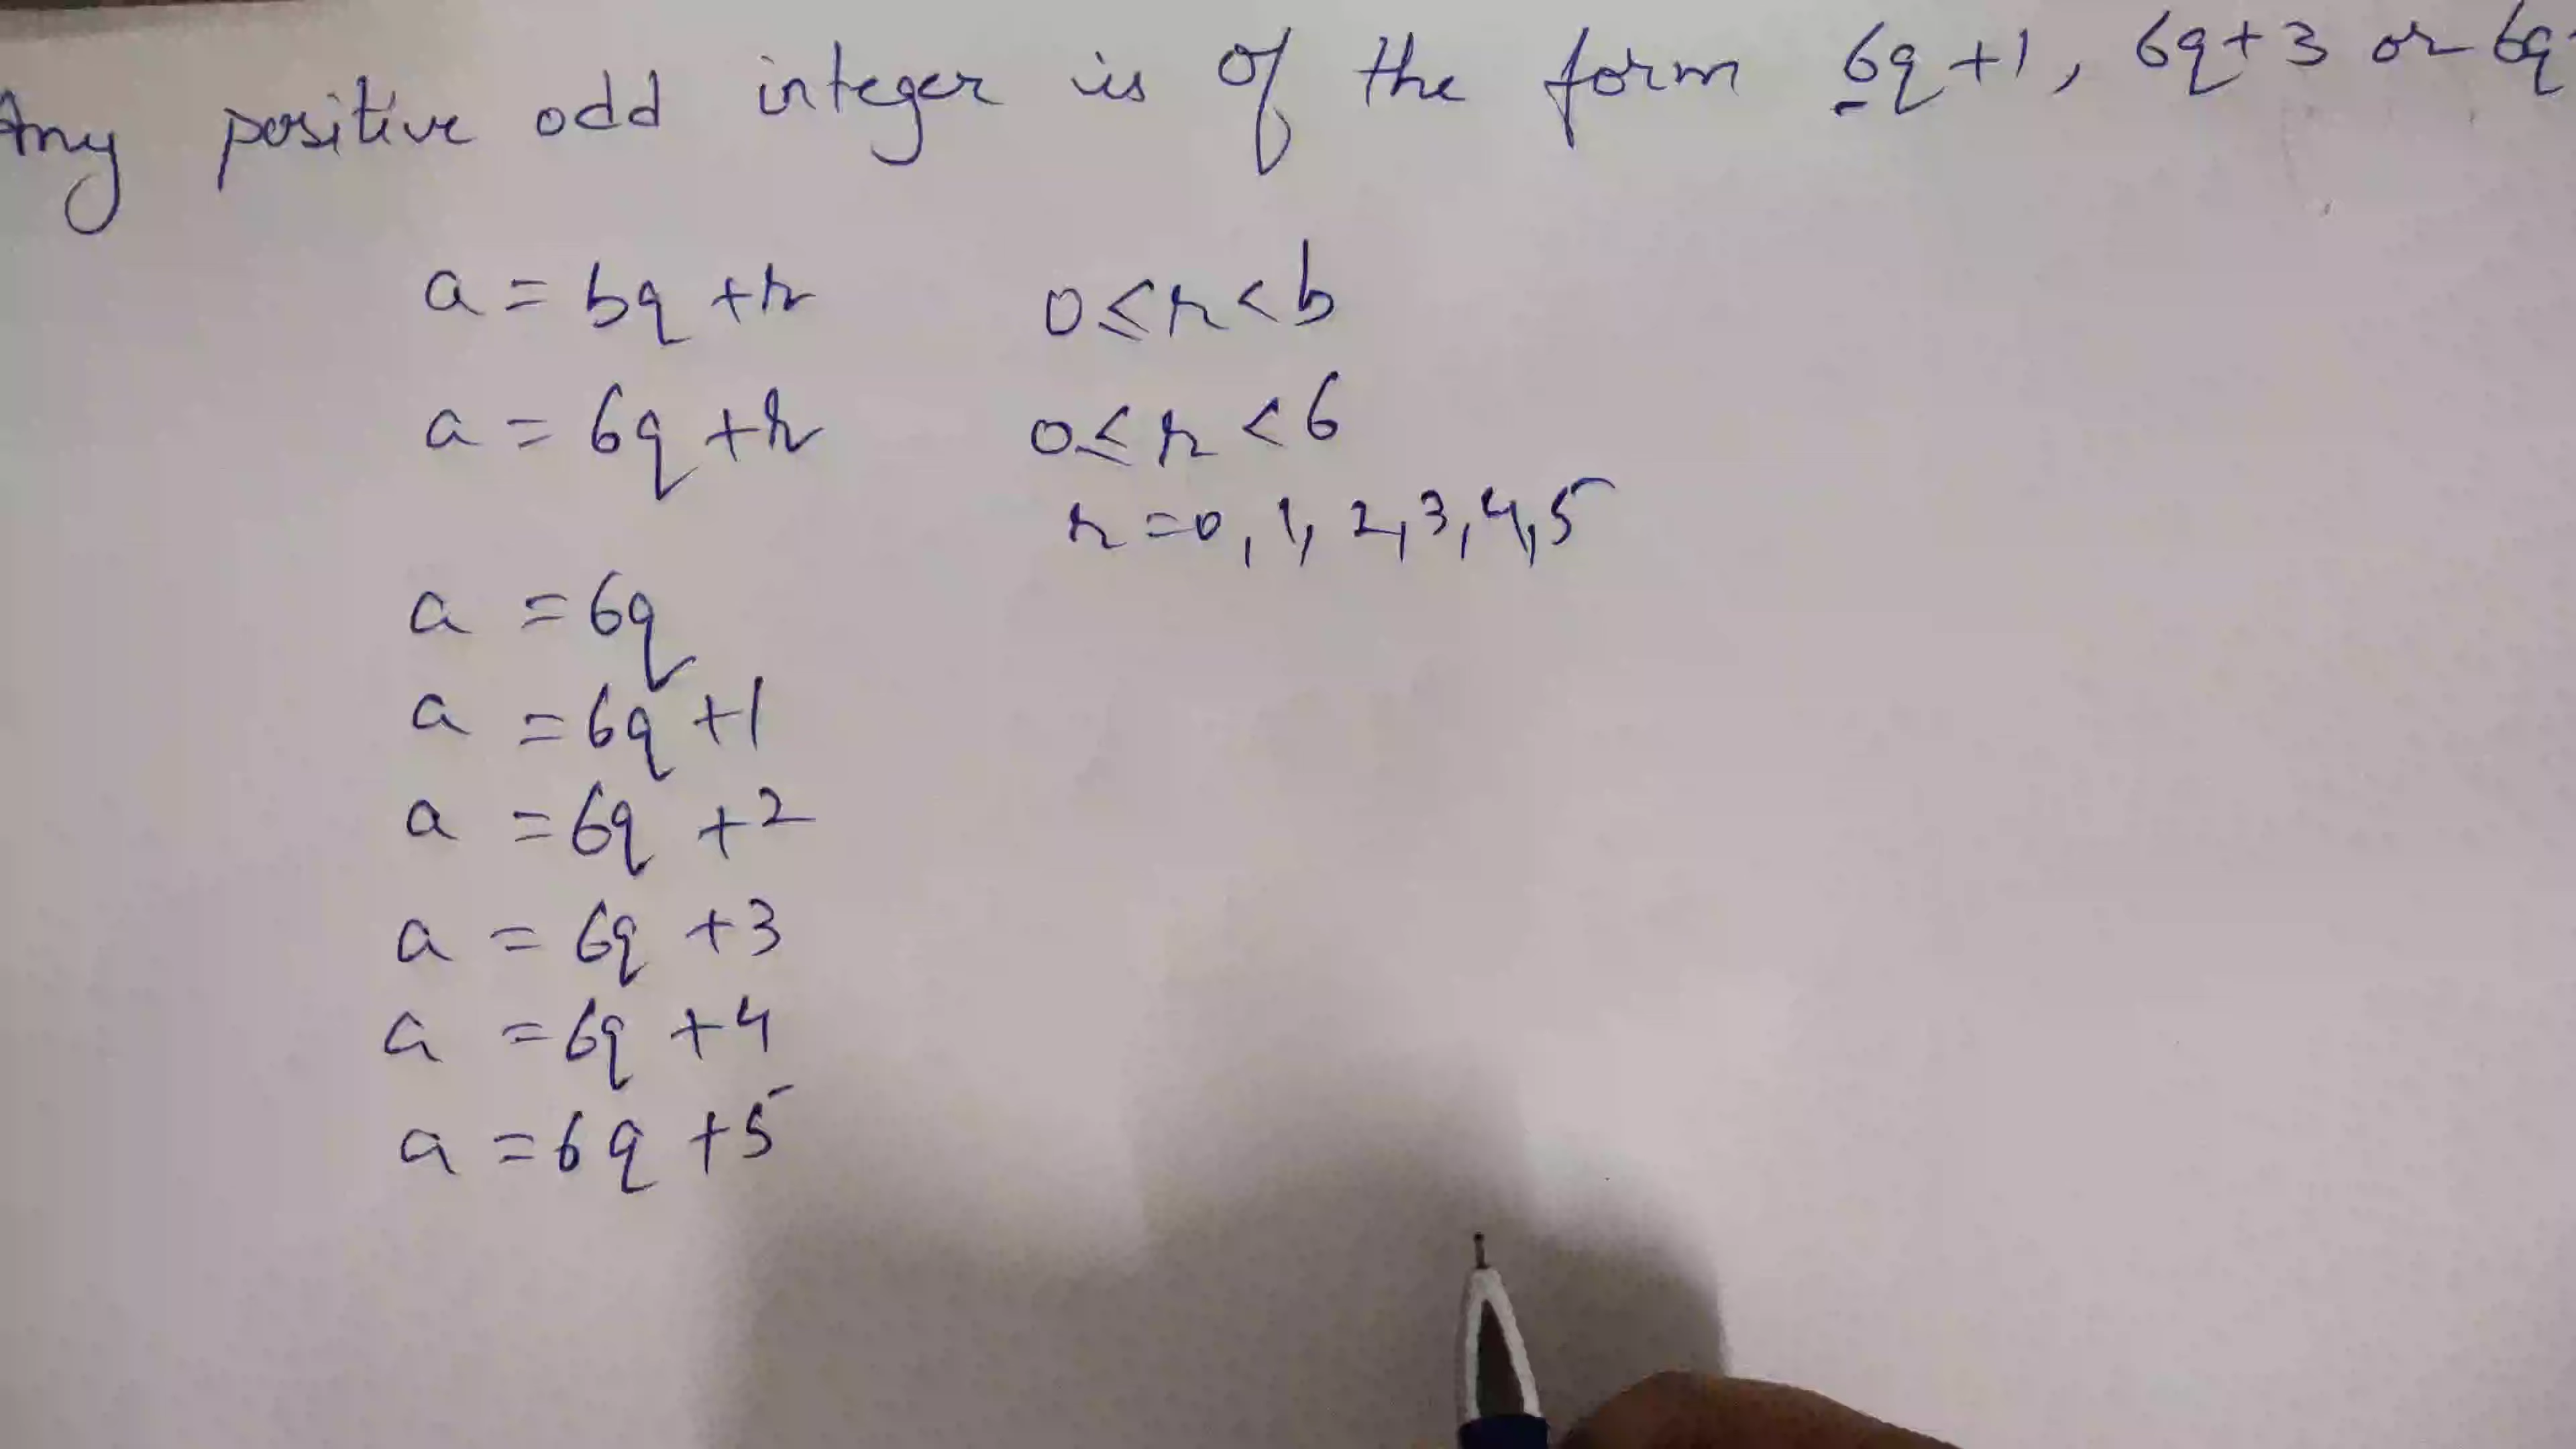 Any positive odd integer is of the form 6q+1, 6q+3 or 6q
a = bq + r 0 ≤ r < b
a = 6q + r 0 ≤ r < 6
r = 0, 1, 2, 3, 4, 5
a = 6q
a = 6q + 1
a = 6q + 2
a = 6q + 3
a = 6q + 4
a = 6q + 5